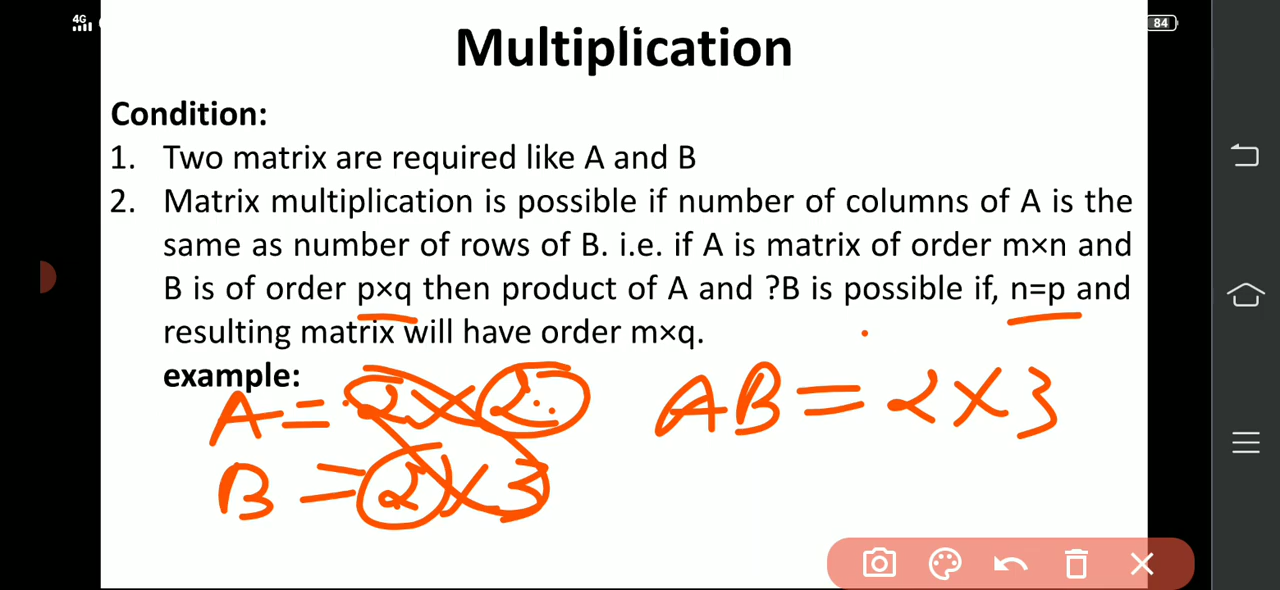 4G
84
Multiplication
Condition:
1. Two matrix are required like A and B
2. Matrix multiplication is possible if number of columns of A is the
same as number of rows of B. i.e. if A is matrix of order m×n and
B is of order p×q then product of A and ?B is possible if, n=p and
resulting matrix will have order m×q.
example:
A = 2×2 AB = 2×3
B = 2×3